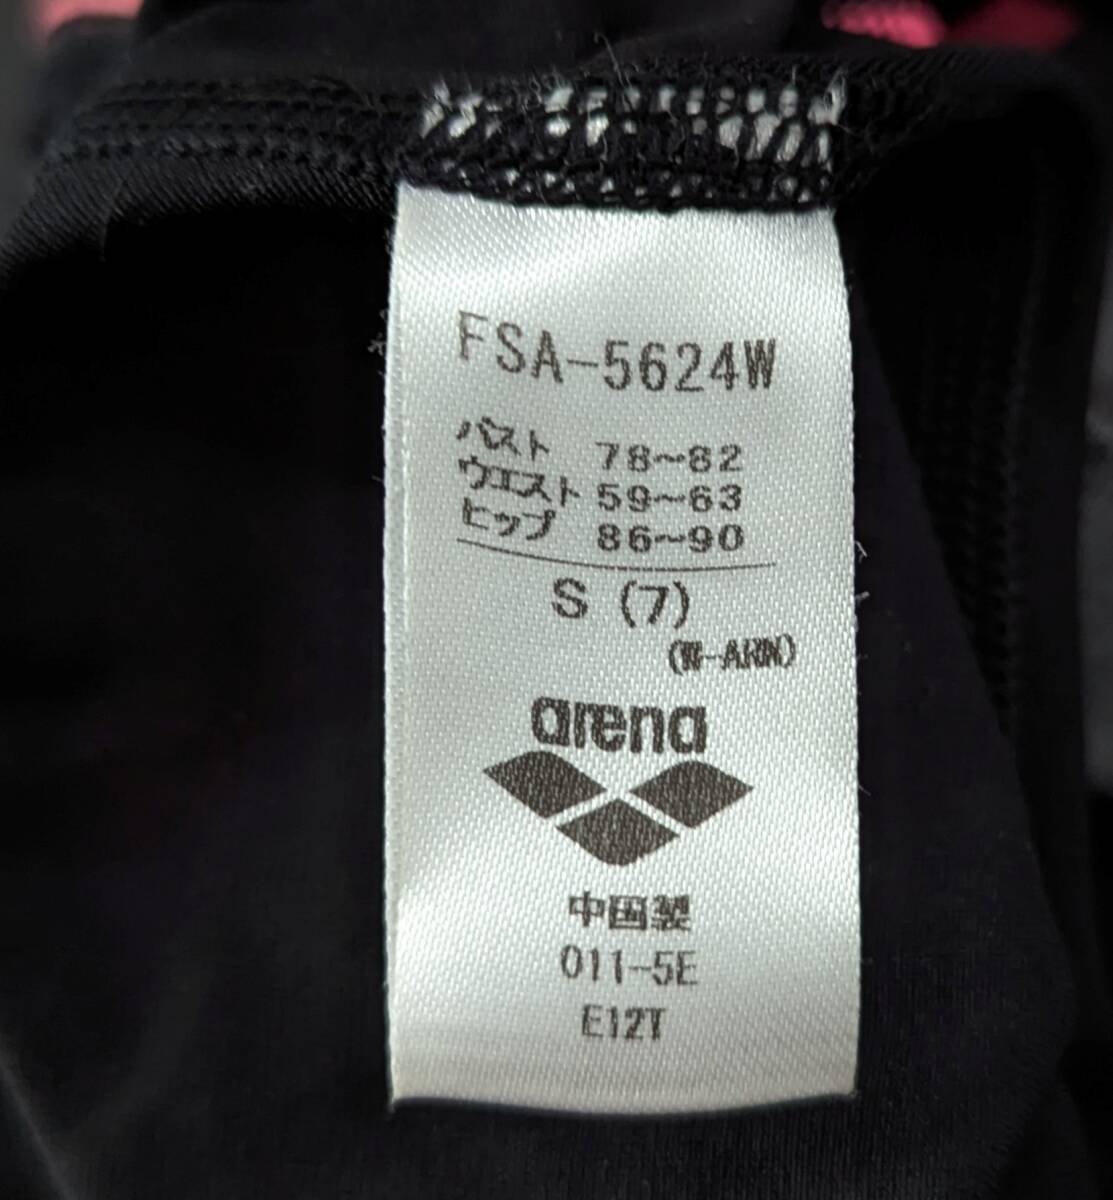 FSA-5624W
バスト 78~82
ウエスト 59~63
ヒップ 86~90
S (7)
(W-ARN)
arena
中国製
011-5E
E12T